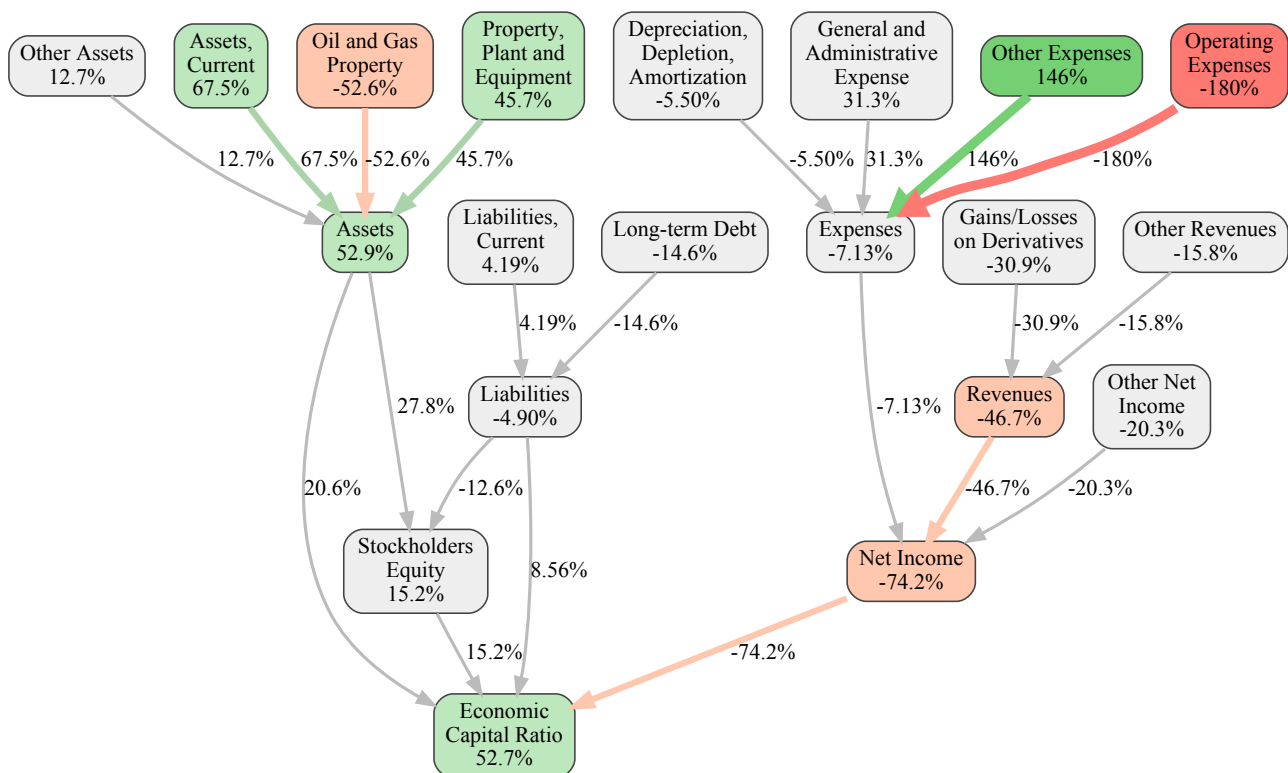 Other Assets
12.7%
Assets,
Current
67.5%
Oil and Gas
Property
-52.6%
Property,
Plant and
Equipment
45.7%
Depreciation,
Depletion,
Amortization
-5.50%
General and
Administrative
Expense
31.3%
Other Expenses
146%
Operating
Expenses
-180%
12.7%
67.5%
-52.6%
45.7%
-5.50%
31.3%
146%
-180%
Assets
52.9%
Liabilities,
Current
4.19%
Long-term Debt
-14.6%
Expenses
-7.13%
Gains/Losses
on Derivatives
-30.9%
Other Revenues
-15.8%
4.19%
-14.6%
-30.9%
-15.8%
27.8%
Liabilities
-4.90%
-7.13%
Revenues
-46.7%
Other Net
Income
-20.3%
20.6%
-12.6%
-46.7%
-20.3%
Stockholders
Equity
15.2%
8.56%
Net Income
-74.2%
15.2%
-74.2%
Economic
Capital Ratio
52.7%